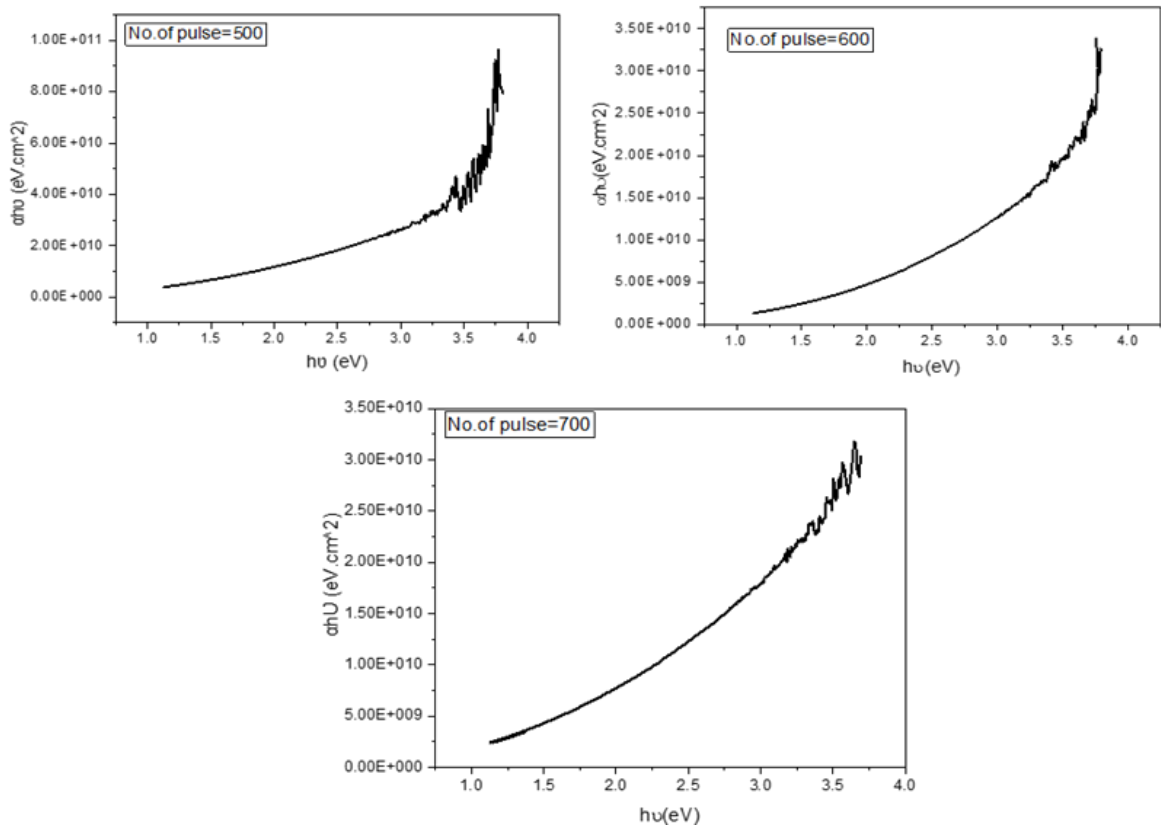 No.of pulse=500
1.00E+011
8.00E+010
6.00E+010
4.00E+010
2.00E+010
0.00E+000
αhυ (eV.cm^2)
1.0 1.5 2.0 2.5 3.0 3.5 4.0
hυ (eV)
No.of pulse=600
3.50E+010
3.00E+010
2.50E+010
2.00E+010
1.50E+010
1.00E+010
5.00E+009
0.00E+000
αhυ(eV.cm^2)
1.0 1.5 2.0 2.5 3.0 3.5 4.0
hυ(eV)
No.of pulse=700
3.50E+010
3.00E+010
2.50E+010
2.00E+010
1.50E+010
1.00E+010
5.00E+009
0.00E+000
αhƱ (eV.cm^2)
1.0 1.5 2.0 2.5 3.0 3.5 4.0
hυ(eV)